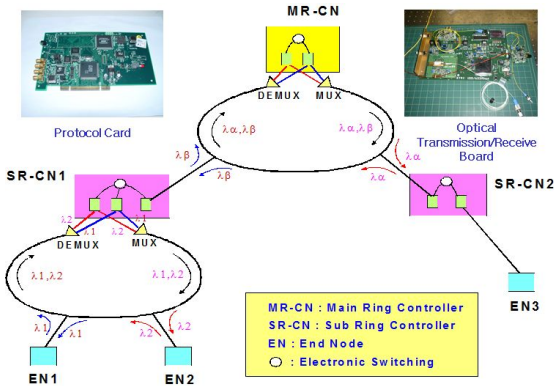 MR-CN
DEMUX
MUX
Protocol Card
Optical
Transmission/Receive
Board
λα,λβ
λα,λβ
λβ
λβ
λα
λα
SR-CN1
SR-CN2
λ2
λ1
λ2
λ1
DEMUX
MUX
λ1,λ2
λ1,λ2
λ1
λ1
λ2
λ2
EN1
EN2
EN3
MR-CN : Main Ring Controller
SR-CN : Sub Ring Controller
EN : End Node
: Electronic Switching